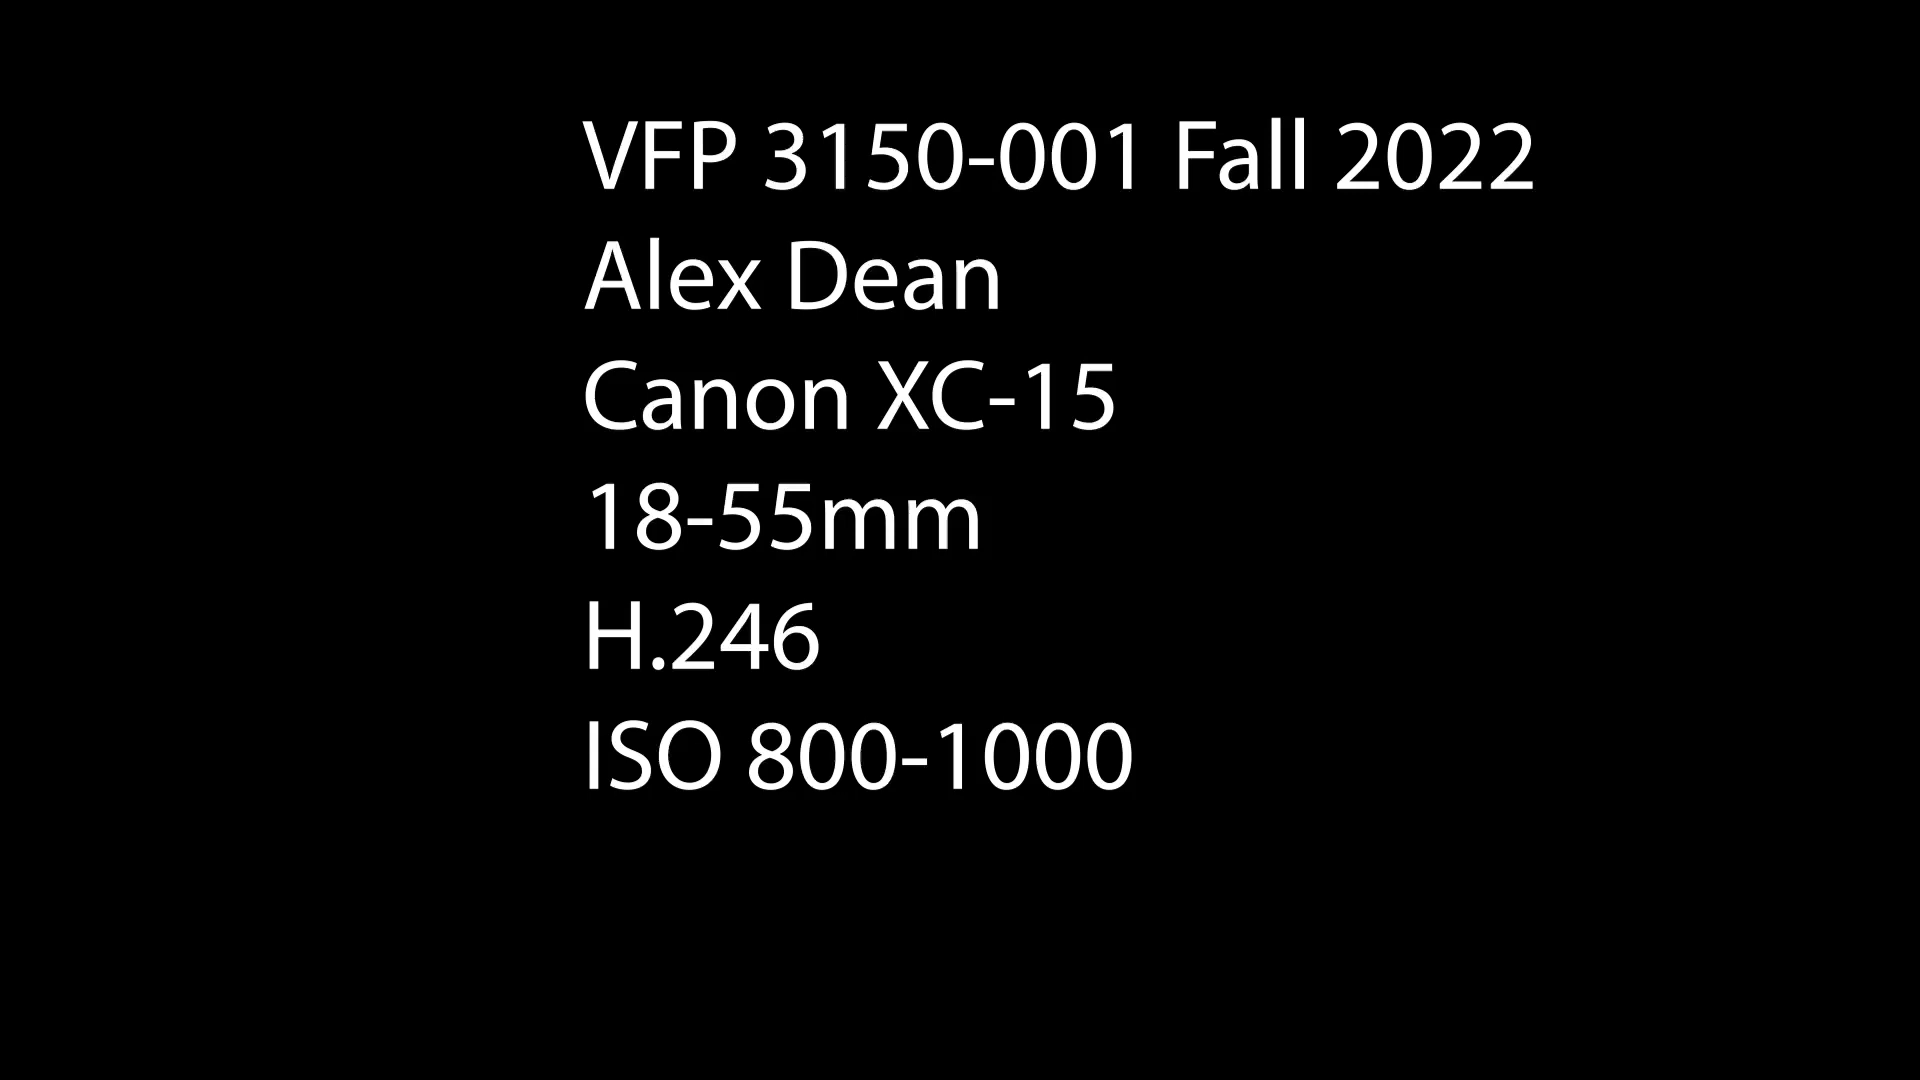 VFP 3150-001 Fall 2022
Alex Dean
Canon XC-15
18-55mm
H.246
ISO 800-1000